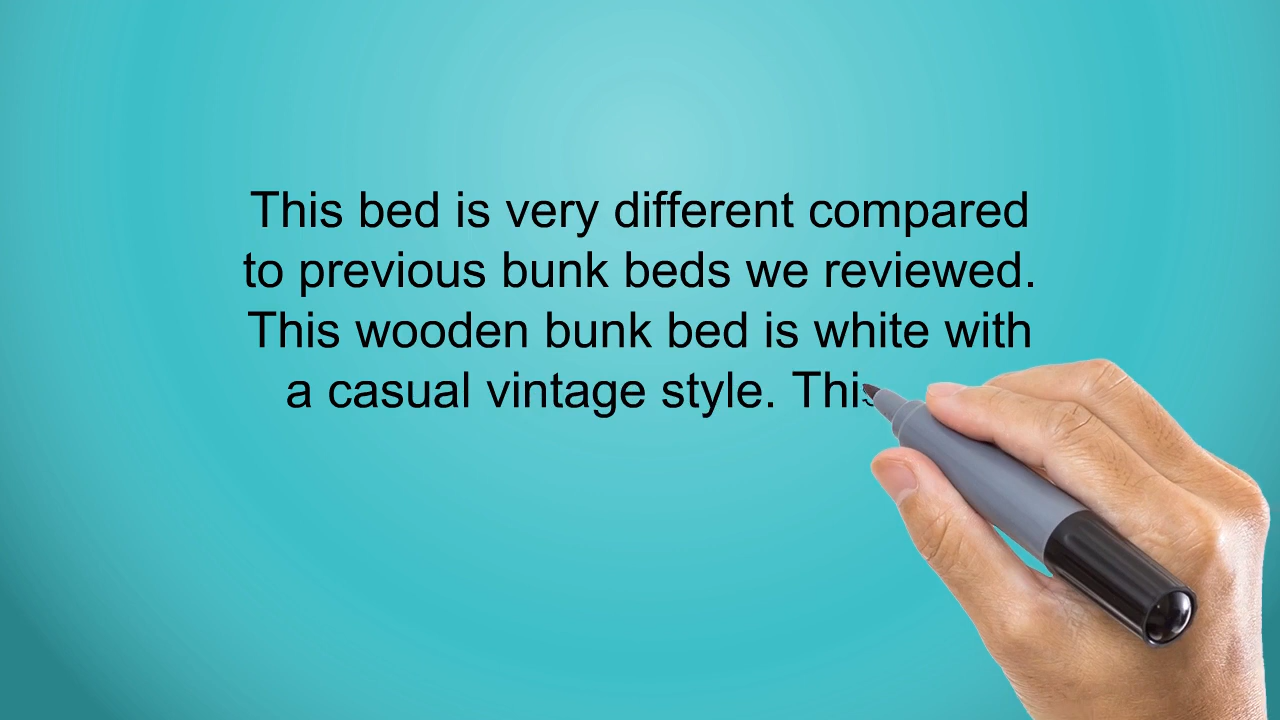 This bed is very different compared
to previous bunk beds we reviewed.
This wooden bunk bed is white with
a casual vintage style. This